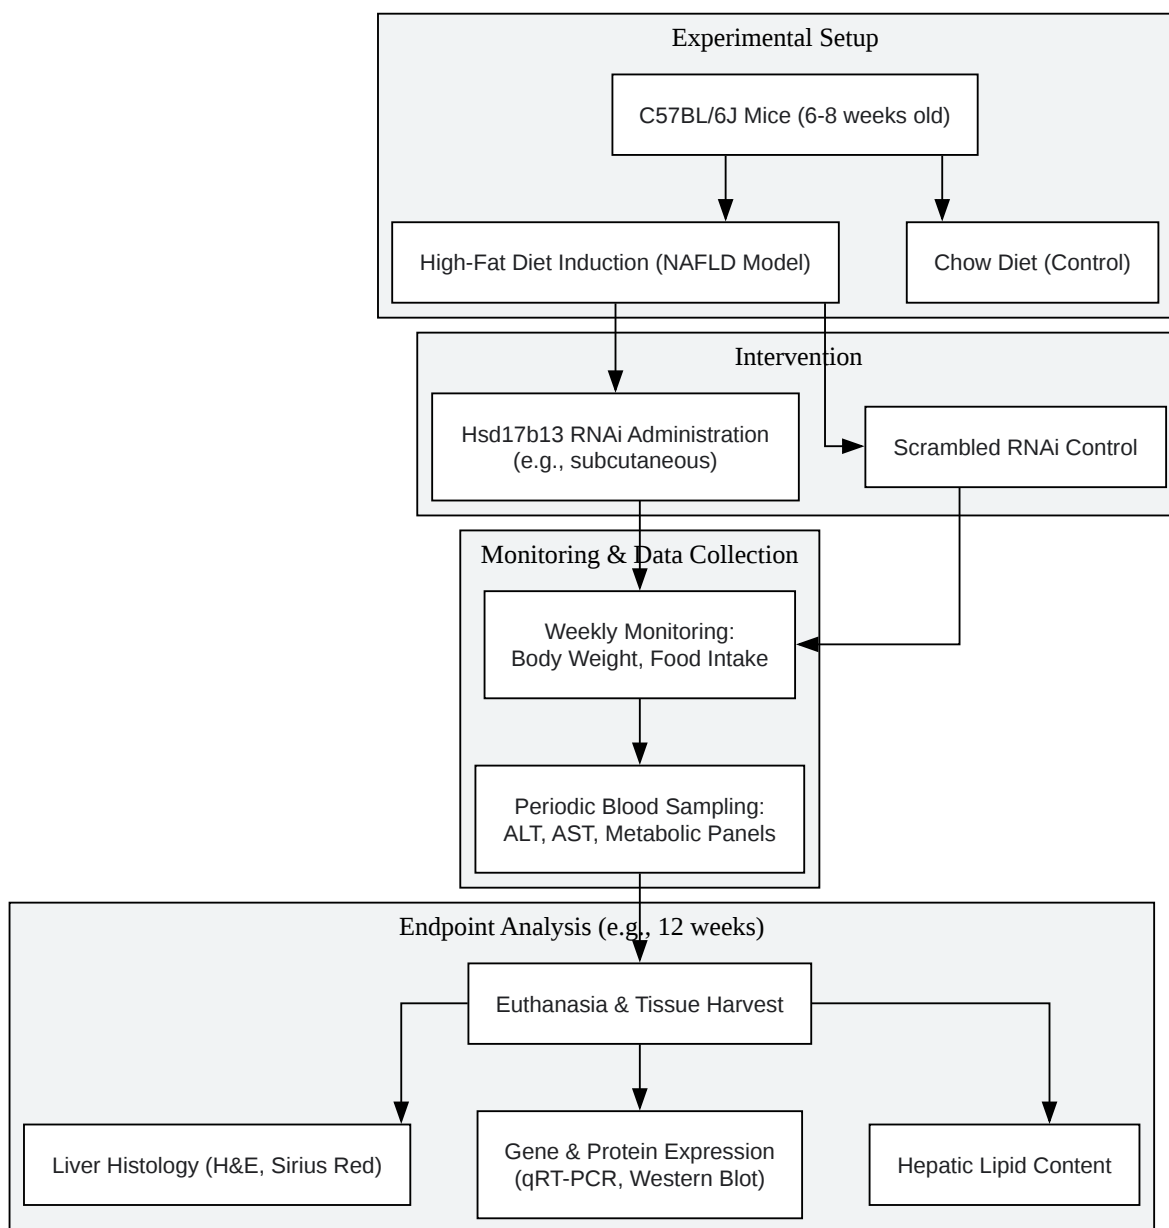 Experimental Setup
C57BL/6J Mice (6-8 weeks old)
High-Fat Diet Induction (NAFLD Model)
Chow Diet (Control)
Intervention
Hsd17b13 RNAi Administration
(e.g., subcutaneous)
Scrambled RNAi Control
Monitoring & Data Collection
Weekly Monitoring:
Body Weight, Food Intake
Periodic Blood Sampling:
ALT, AST, Metabolic Panels
Endpoint Analysis (e.g., 12 weeks)
Euthanasia & Tissue Harvest
Liver Histology (H&E, Sirius Red)
Gene & Protein Expression
(qRT-PCR, Western Blot)
Hepatic Lipid Content